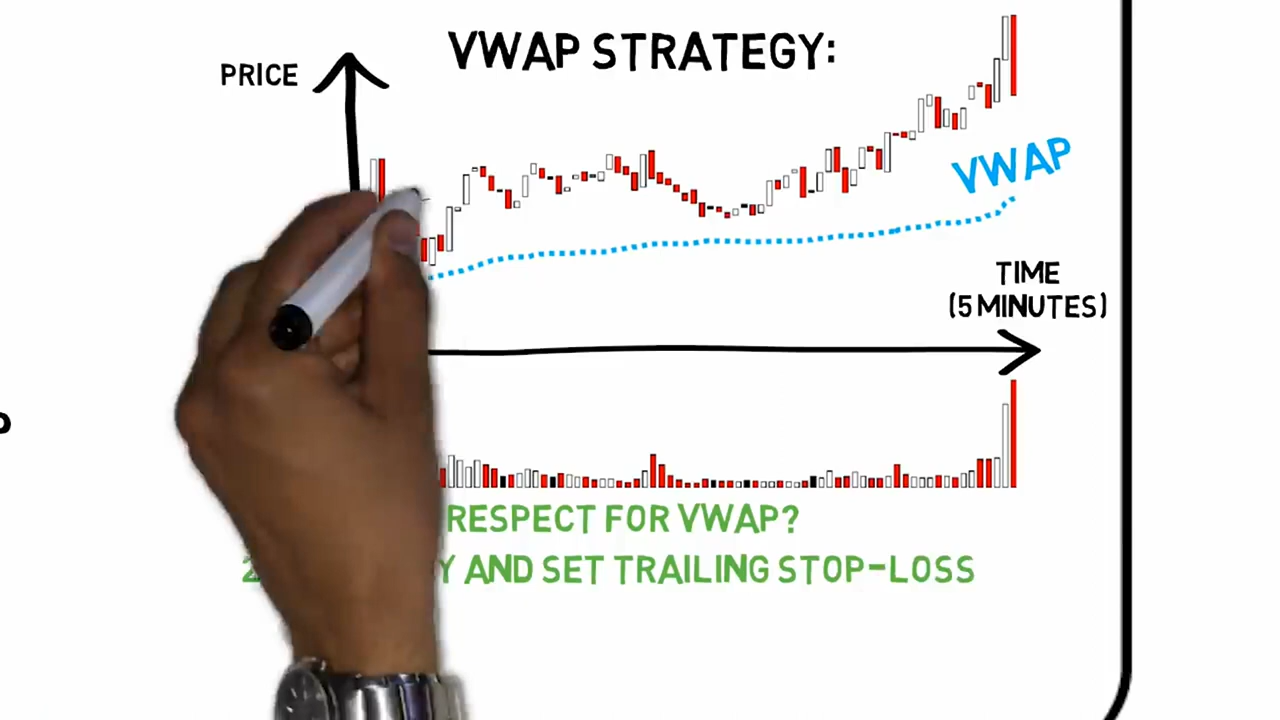 VWAP STRATEGY:
PRICE
VWAP
TIME
(5 MINUTES)
RESPECT FOR VWAP?
AND SET TRAILING STOP-LOSS